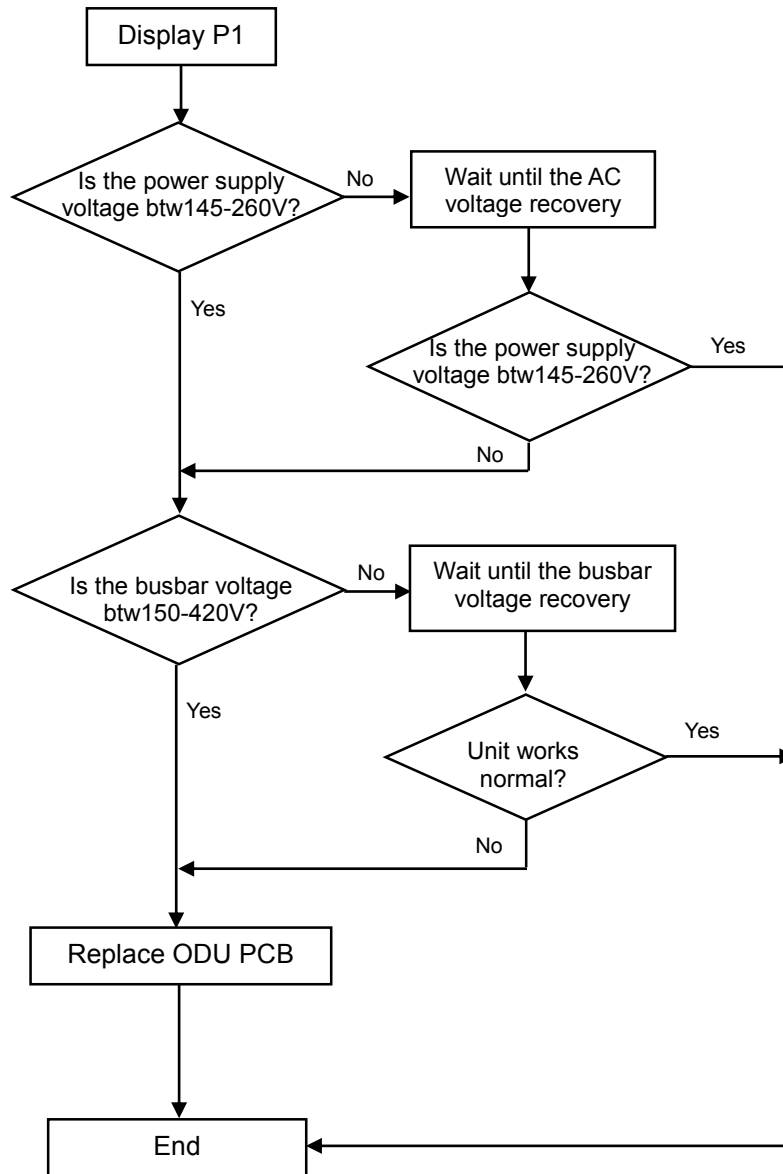 Display P1
Is the power supply
voltage btw145-260V?
No
Wait until the AC
voltage recovery
Yes
Is the power supply
voltage btw145-260V?
Yes
No
Is the busbar voltage
btw150-420V?
No
Wait until the busbar
voltage recovery
Yes
Unit works
normal?
Yes
No
Replace ODU PCB
End